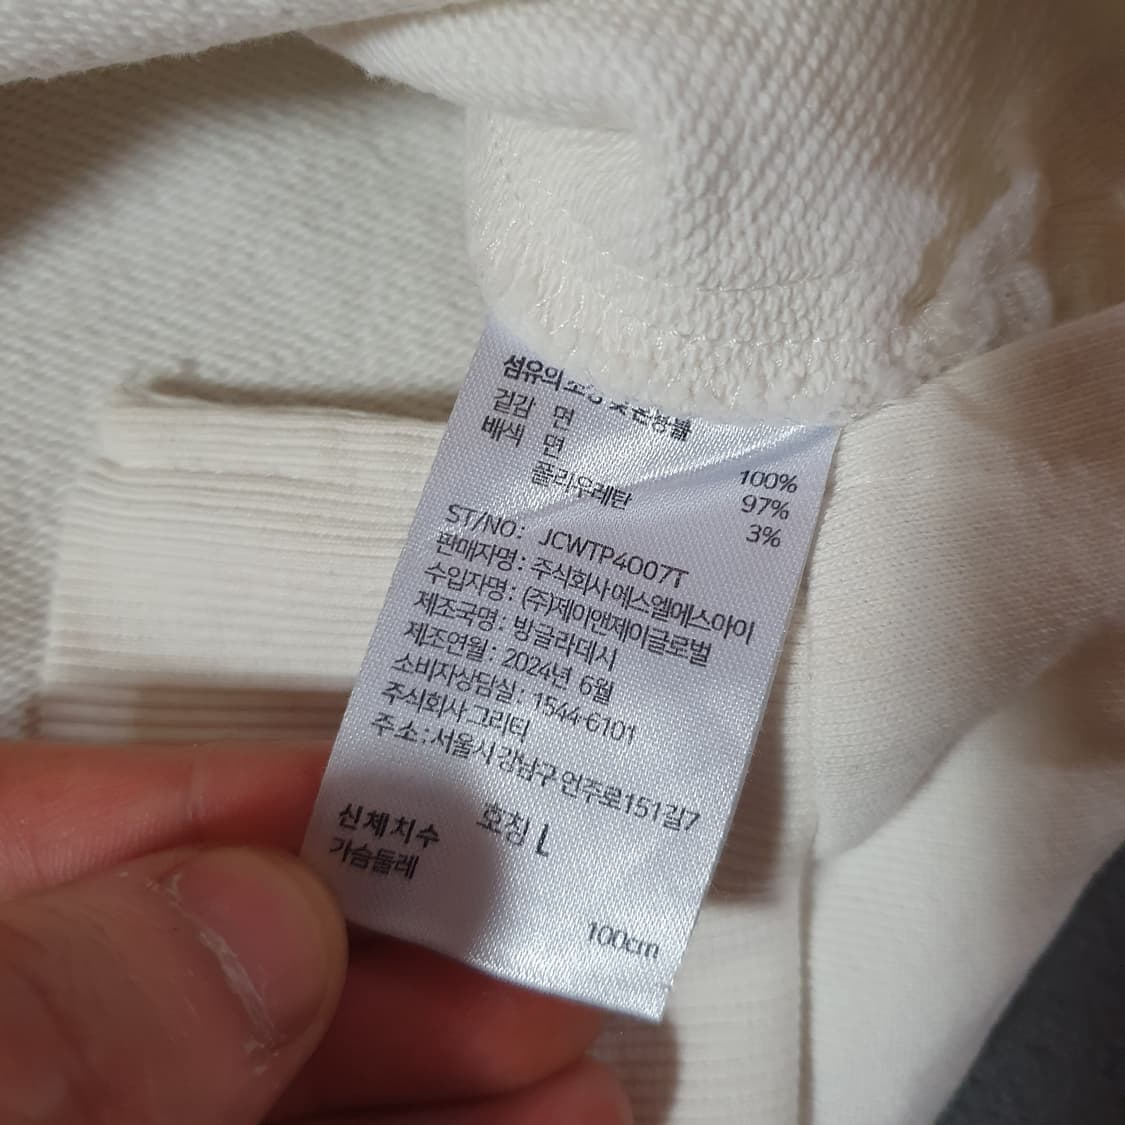 섬유의 조성 및 혼용률
겉감 면 100%
배색 면 97%
폴리우레탄 3%
ST/NO: JCWTP4007T
판매자명: 주식회사에스엘에스아이
수입자명: (주)제이앤제이글로벌
제조국명: 방글라데시
제조연월: 2024년 6월
소비자상담실: 1544-6101
주식회사그리티
주소:서울시 강남구 언주로151길7
신체치수 호칭 L
가슴둘레 100cm